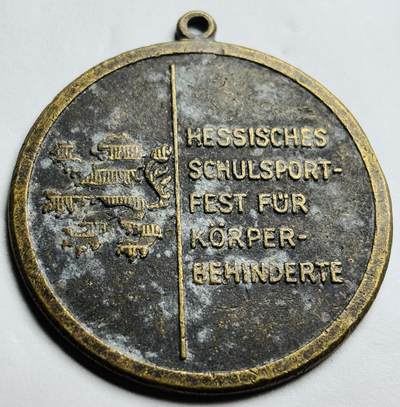 HESSISCHES
SCHULSPORT-
FEST FÜR
KÖRPER-
BEHINDERTE